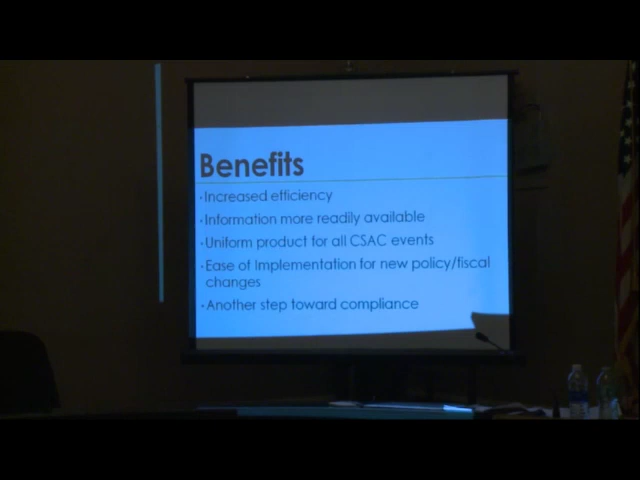 Benefits
•Increased efficiency
•Information more readily available
•Uniform product for all CSAC events
•Ease of Implementation for new policy/fiscal
changes
•Another step toward compliance